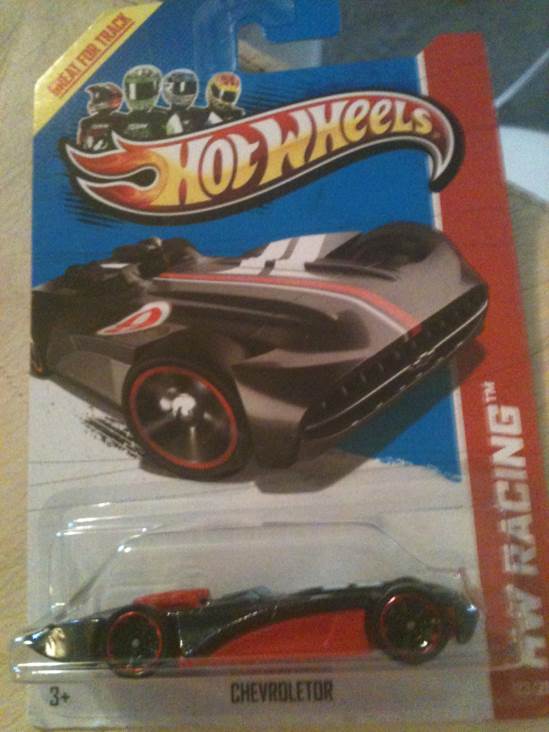 GREAT FOR TRACK
HOT WHEELS
HW RACING™
3+
CHEVROLETOR